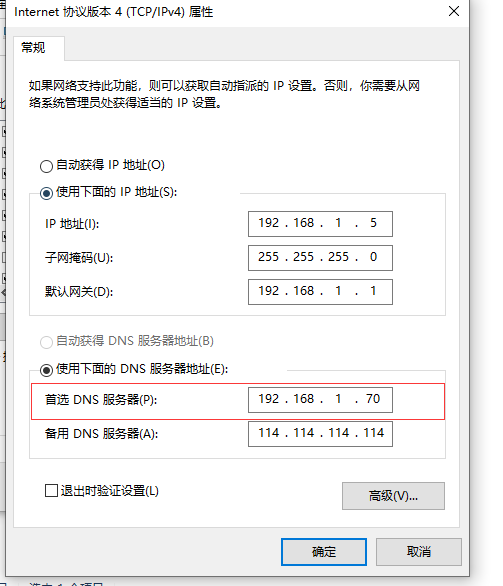 Internet 协议版本 4 (TCP/IPv4) 属性
常规
如果网络支持此功能，则可以获取自动指派的 IP 设置。否则，你需要从网
络系统管理员处获得适当的 IP 设置。
自动获得 IP 地址(O)
使用下面的 IP 地址(S):
IP 地址(I): 192 . 168 . 1 . 5
子网掩码(U): 255 . 255 . 255 . 0
默认网关(D): 192 . 168 . 1 . 1
自动获得 DNS 服务器地址(B)
使用下面的 DNS 服务器地址(E):
首选 DNS 服务器(P): 192 . 168 . 1 . 70
备用 DNS 服务器(A): 114 . 114 . 114 . 114
退出时验证设置(L)
高级(V)...
确定 取消